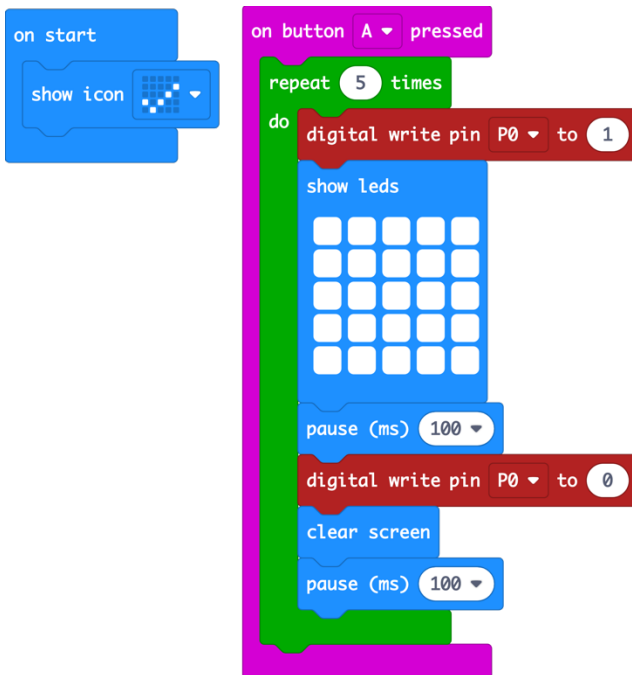 on start
show icon
on button A pressed
repeat 5 times
do
digital write pin P0 to 1
show leds
pause (ms) 100
digital write pin P0 to 0
clear screen
pause (ms) 100